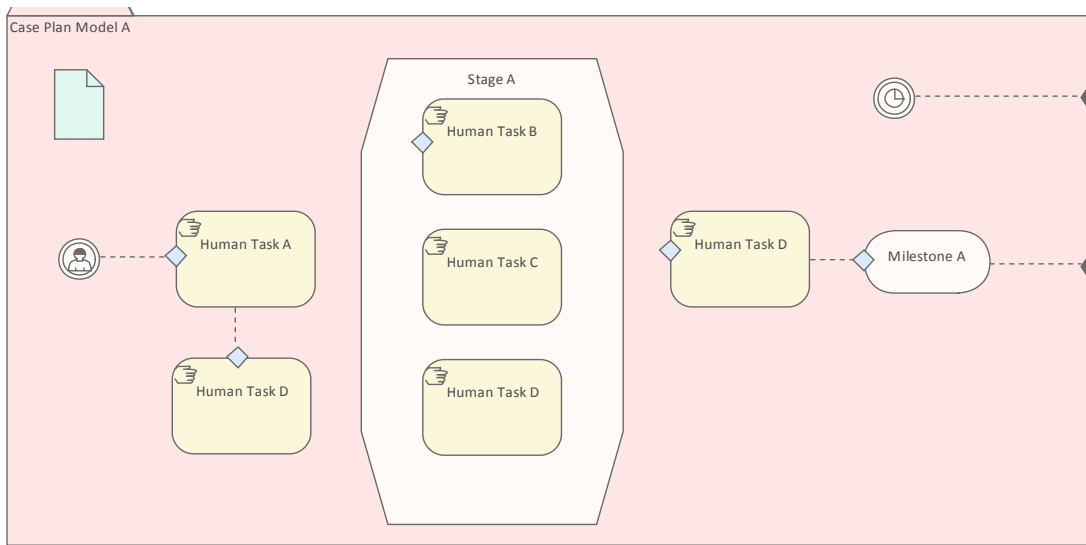 Case Plan Model A
Stage A
Human Task B
Human Task A
Human Task C
Human Task D
Milestone A
Human Task D
Human Task D